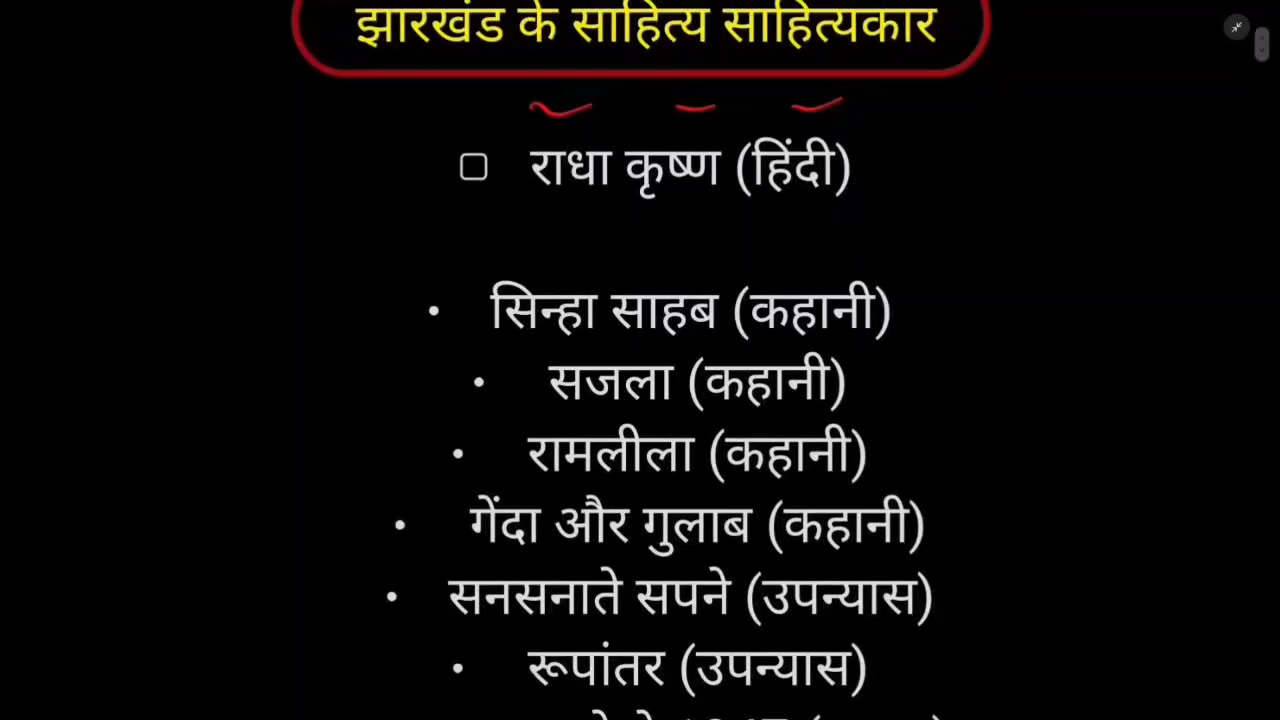 झारखंड के साहित्य साहित्यकार
▢ राधा कृष्ण (हिंदी)
• सिन्हा साहब (कहानी)
• सजला (कहानी)
• रामलीला (कहानी)
• गेंदा और गुलाब (कहानी)
• सनसनाते सपने (उपन्यास)
• रूपांतर (उपन्यास)